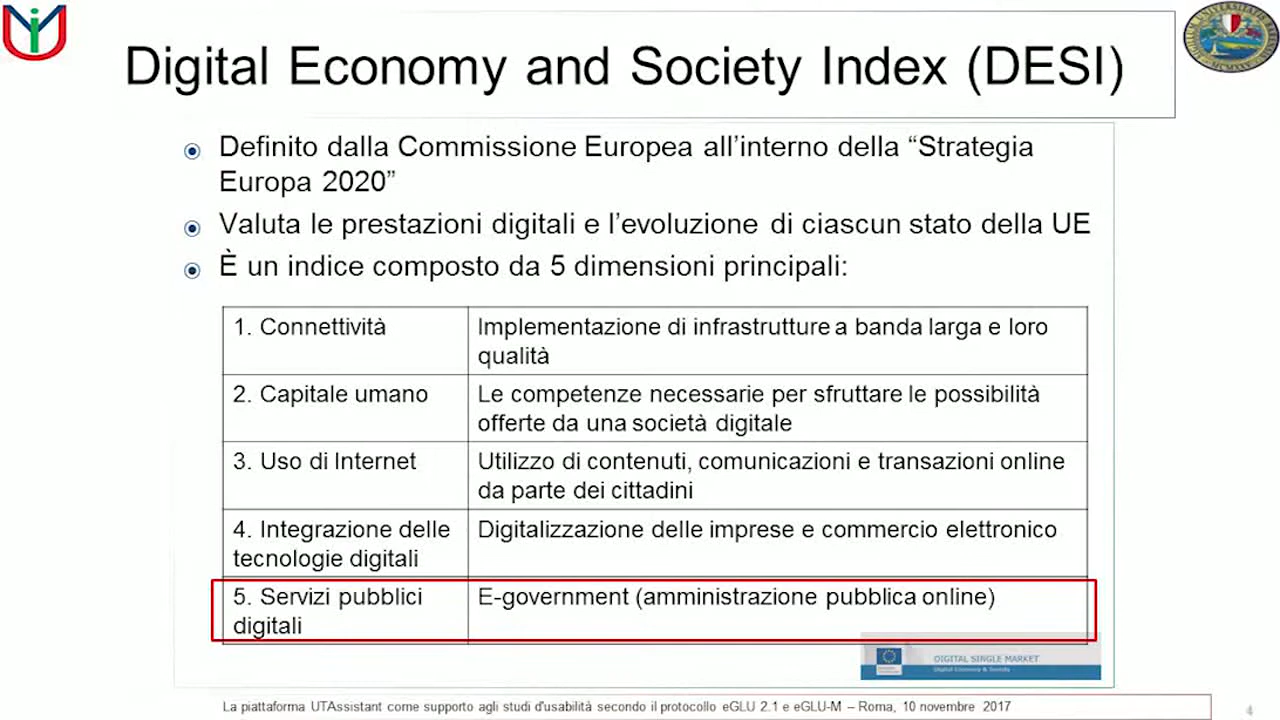 Digital Economy and Society Index (DESI)
Definito dalla Commissione Europea all’interno della “Strategia
Europa 2020”
Valuta le prestazioni digitali e l’evoluzione di ciascun stato della UE
È un indice composto da 5 dimensioni principali:
1. Connettività
Implementazione di infrastrutture a banda larga e loro
qualità
2. Capitale umano
Le competenze necessarie per sfruttare le possibilità
offerte da una società digitale
3. Uso di Internet
Utilizzo di contenuti, comunicazioni e transazioni online
da parte dei cittadini
4. Integrazione delle
tecnologie digitali
Digitalizzazione delle imprese e commercio elettronico
5. Servizi pubblici
digitali
E-government (amministrazione pubblica online)
DIGITAL SINGLE MARKET
Digital Economy & Society
La piattaforma UTAssistant come supporto agli studi d'usabilità secondo il protocollo eGLU 2.1 e eGLU-M – Roma, 10 novembre 2017
4